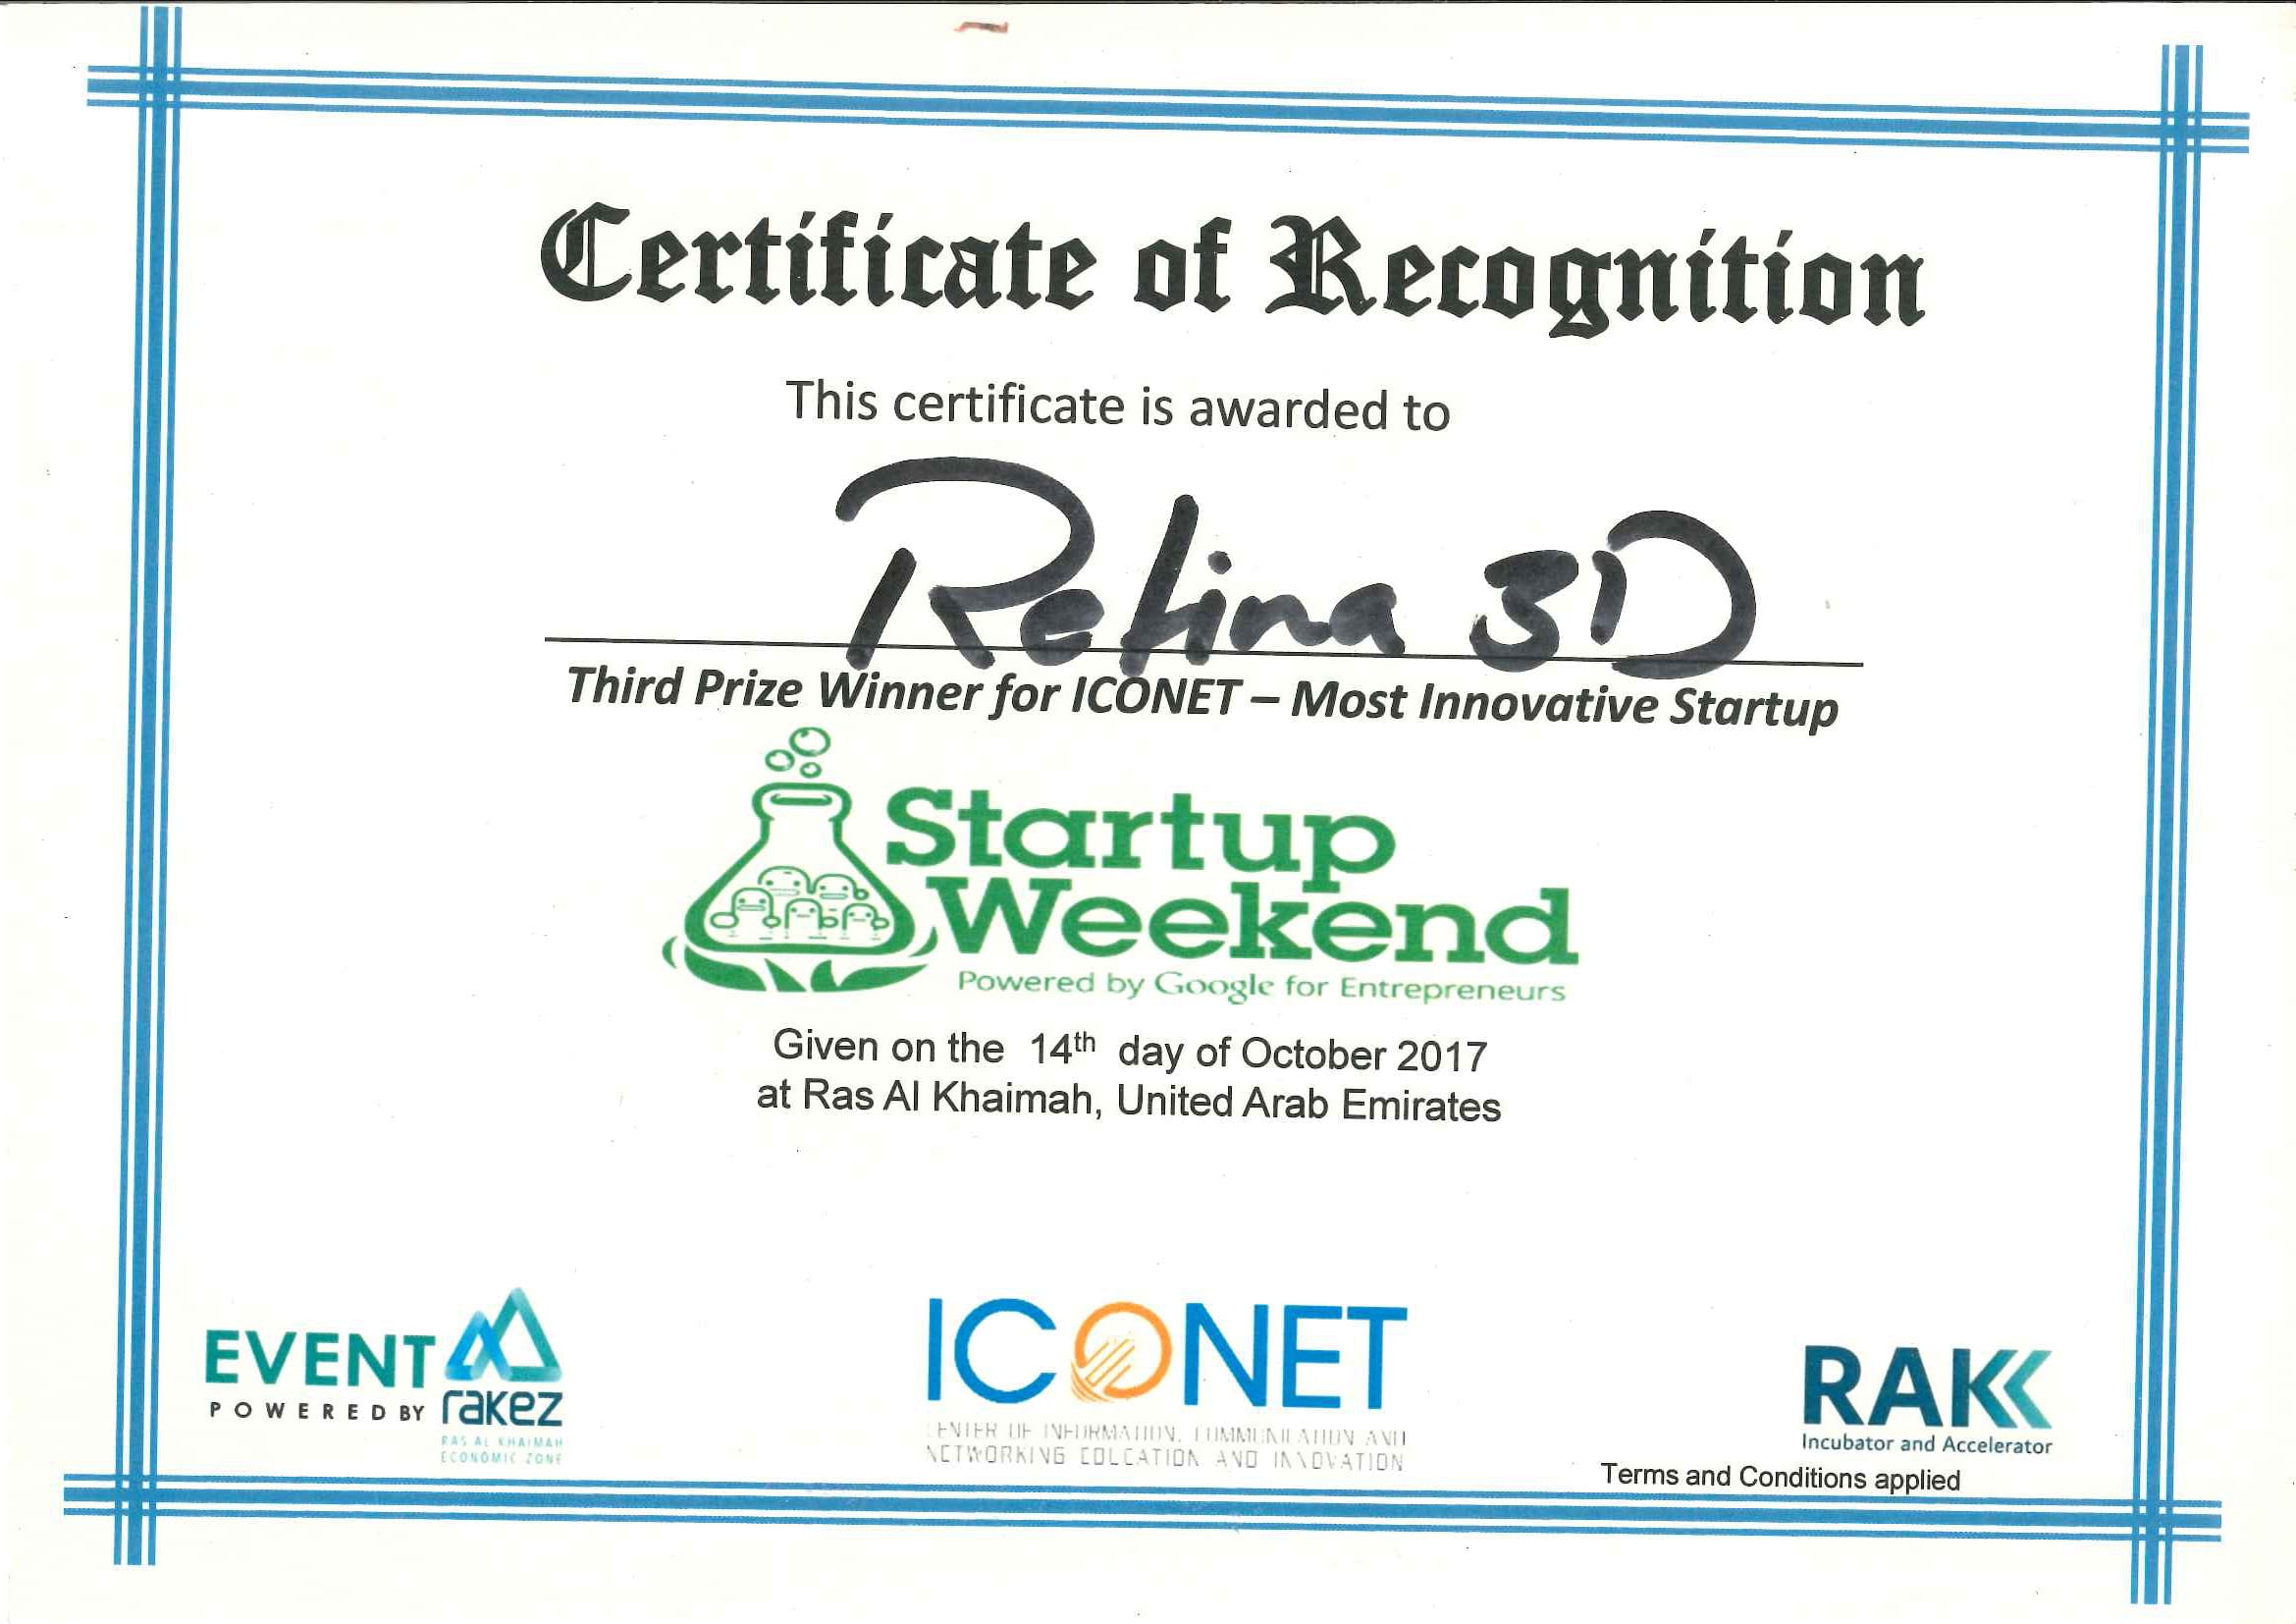 Certificate of Recognition
This certificate is awarded to
Retina 3D
Third Prize Winner for ICONET – Most Innovative Startup
Startup
Weekend
Powered by Google for Entrepreneurs
Given on the 14th day of October 2017
at Ras Al Khaimah, United Arab Emirates
EVENT
POWERED BY rakez
RAS AL KHAIMAH
ECONOMIC ZONE
ICONET
CENTER OF INFORMATION, COMMUNICATION AND
NETWORKING EDUCATION AND INNOVATION
RAK
Incubator and Accelerator
Terms and Conditions applied